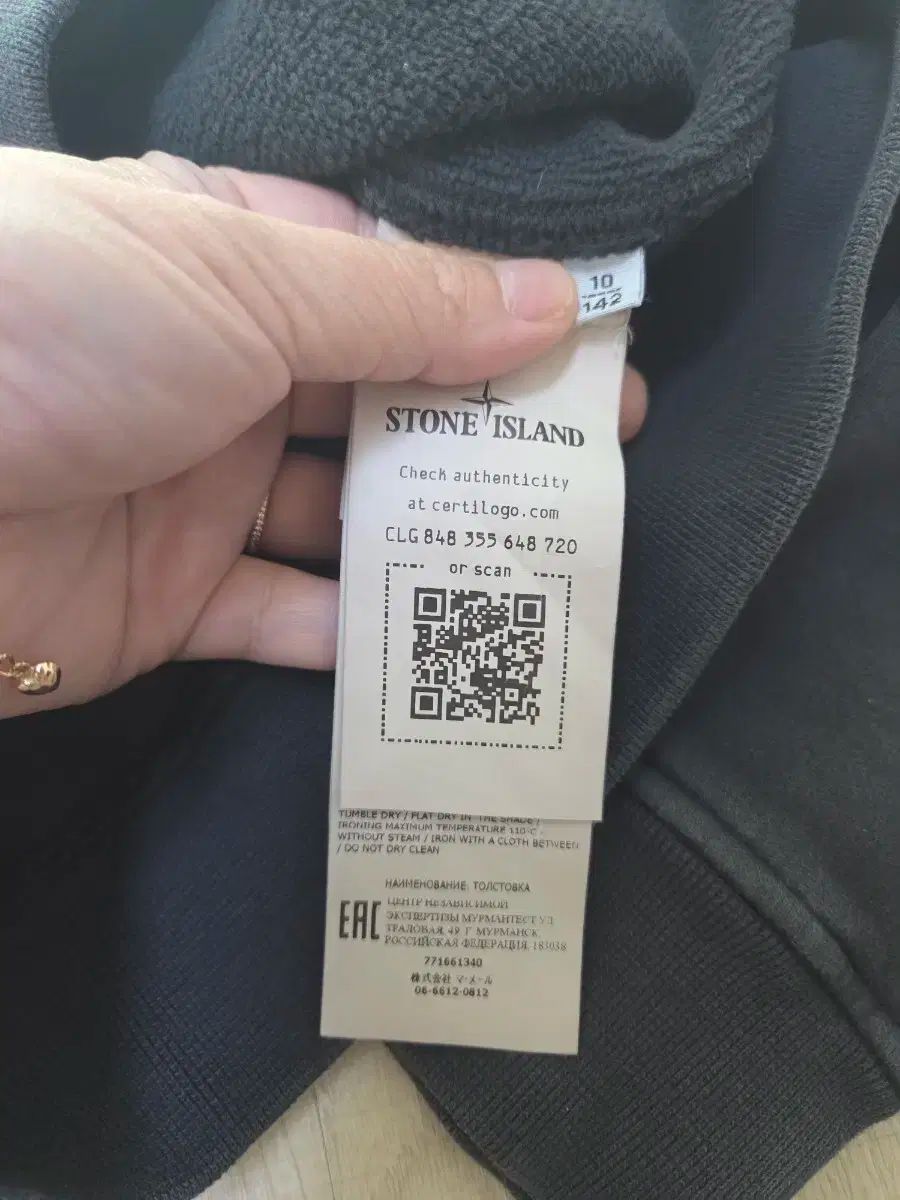 10
142
STONE ISLAND
Check authenticity
at certilogo.com
CLG 848 355 648 720
or scan
TUMBLE DRY / FLAT DRY IN THE SHADE /
IRONING MAXIMUM TEMPERATURE 110°C -
WITHOUT STEAM / IRON WITH A CLOTH BETWEEN
/ DO NOT DRY CLEAN
НАИМЕНОВАНИЕ: ТОЛСТОВКА
EAC
ЦЕНТР НЕЗАВИСИМОЙ
ЭКСПЕРТИЗЫ МУРМАНТЕСТ УЛ.
ТРАЛОВАЯ, 49 Г. МУРМАНСК,
РОССИЙСКАЯ ФЕДЕРАЦИЯ, 183038
771661340
株式会社 マ・メール
06-6612-0812